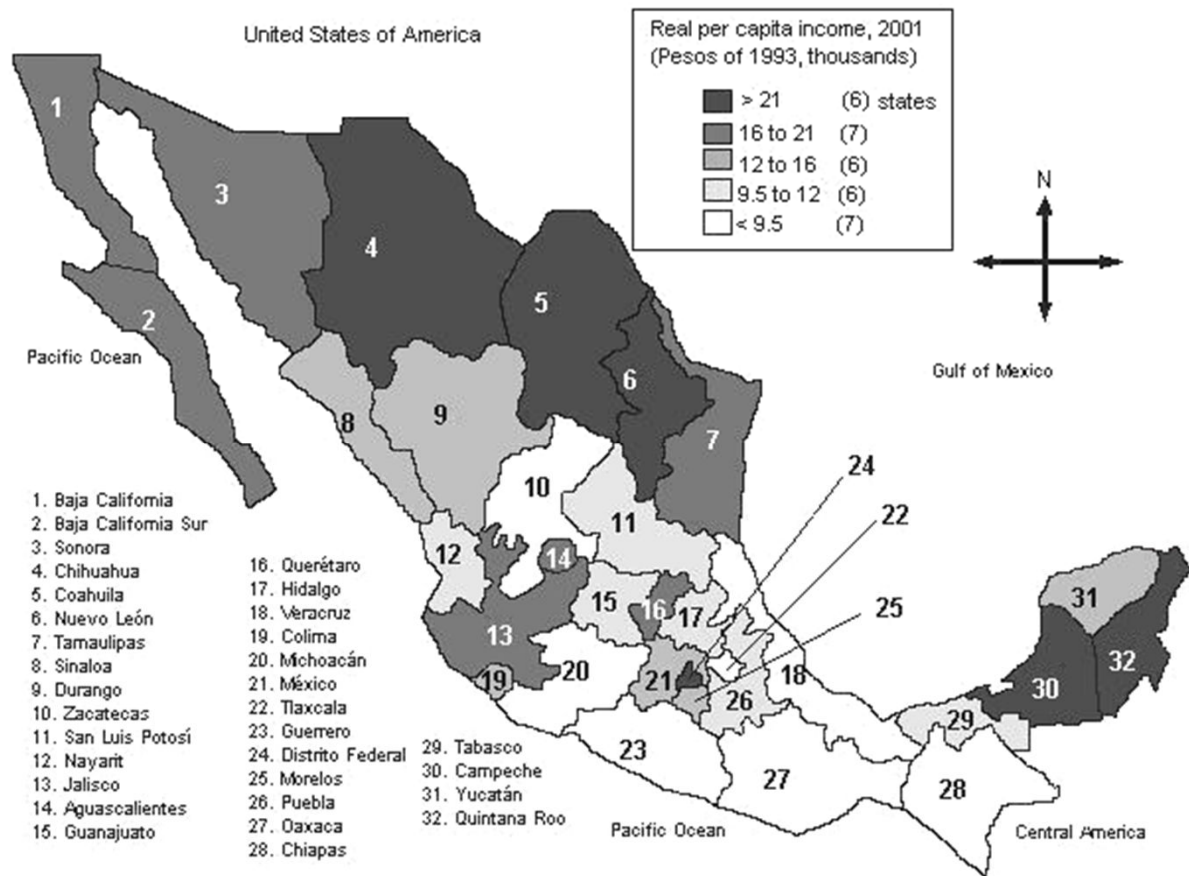 United States of America
Real per capita income, 2001
(Pesos of 1993, thousands)
> 21 (6) states
16 to 21 (7)
12 to 16 (6)
9.5 to 12 (6)
< 9.5 (7)
N
Pacific Ocean
Gulf of Mexico
1
2
3
4
5
6
7
8
9
10
11
12
13
14
15
16
17
18
19
20
21
22
23
24
25
26
27
28
29
30
31
32
1. Baja California
2. Baja California Sur
3. Sonora
4. Chihuahua
5. Coahuila
6. Nuevo León
7. Tamaulipas
8. Sinaloa
9. Durango
10. Zacatecas
11. San Luis Potosí
12. Nayarit
13. Jalisco
14. Aguascalientes
15. Guanajuato
16. Querétaro
17. Hidalgo
18. Veracruz
19. Colima
20. Michoacán
21. México
22. Tlaxcala
23. Guerrero
24. Distrito Federal
25. Morelos
26. Puebla
27. Oaxaca
28. Chiapas
29. Tabasco
30. Campeche
31. Yucatán
32. Quintana Roo
Pacific Ocean
Central America